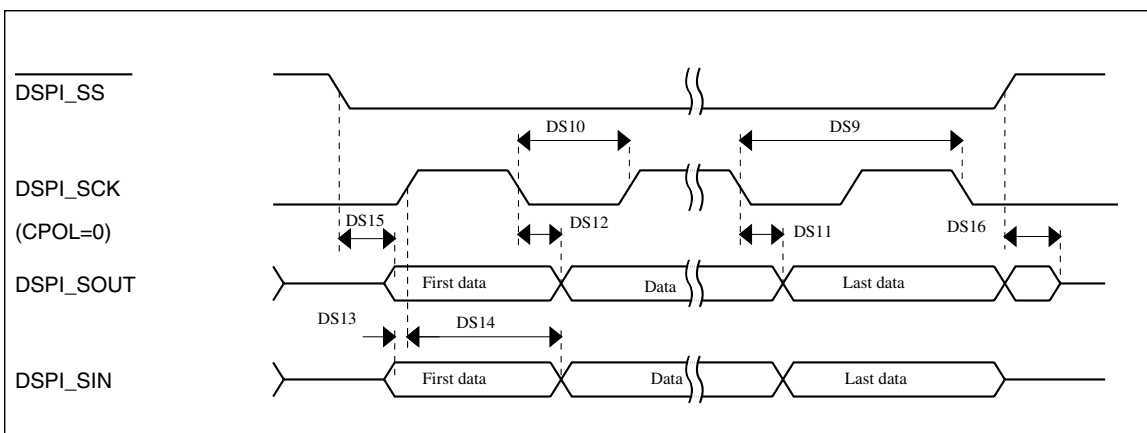 DSPI_SS
DS10
DS9
DSPI_SCK
(CPOL=0)
DS15
DS12
DS11
DS16
DSPI_SOUT
First data
Data
Last data
DS13
DS14
DSPI_SIN
First data
Data
Last data